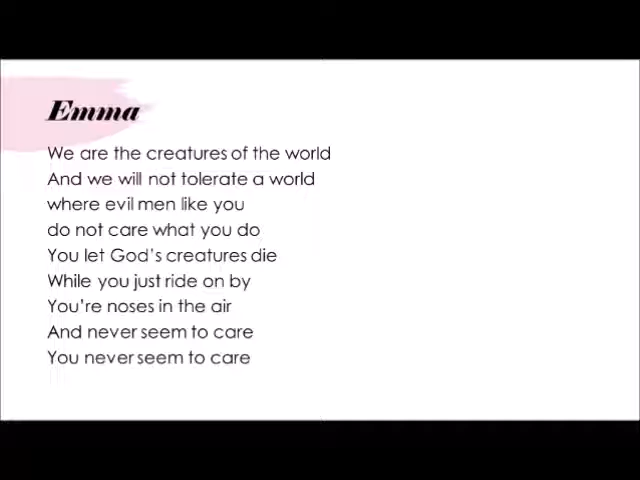 Emma
We are the creatures of the world
And we will not tolerate a world
where evil men like you
do not care what you do
You let God's creatures die
While you just ride on by
You're noses in the air
And never seem to care
You never seem to care